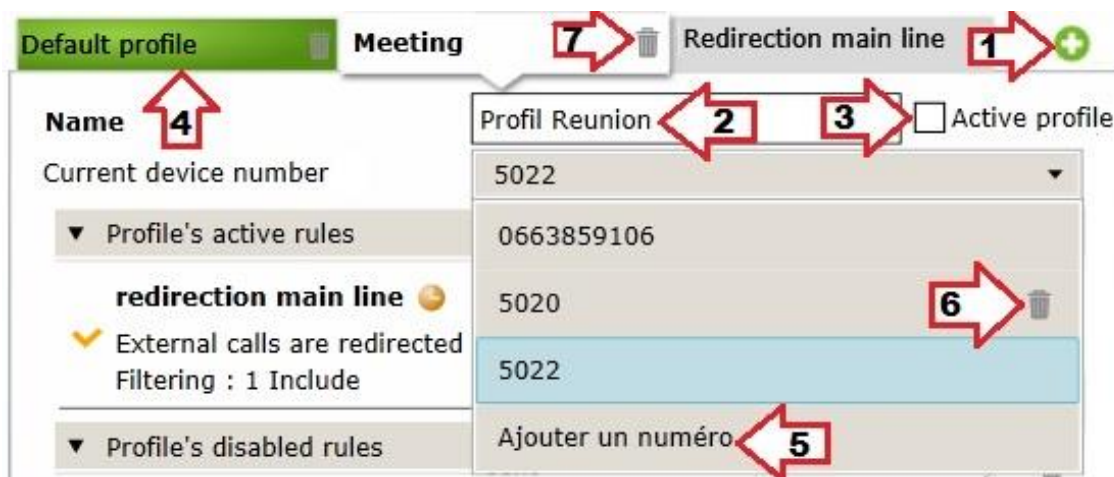 Default profile Meeting 7 Redirection main line 1
Name 4 Profil Reunion 2 3 Active profile
Current device number 5022
Profile's active rules 0663859106
redirection main line 5020 6
External calls are redirected
Filtering : 1 Include 5022
Profile's disabled rules Ajouter un numéro 5